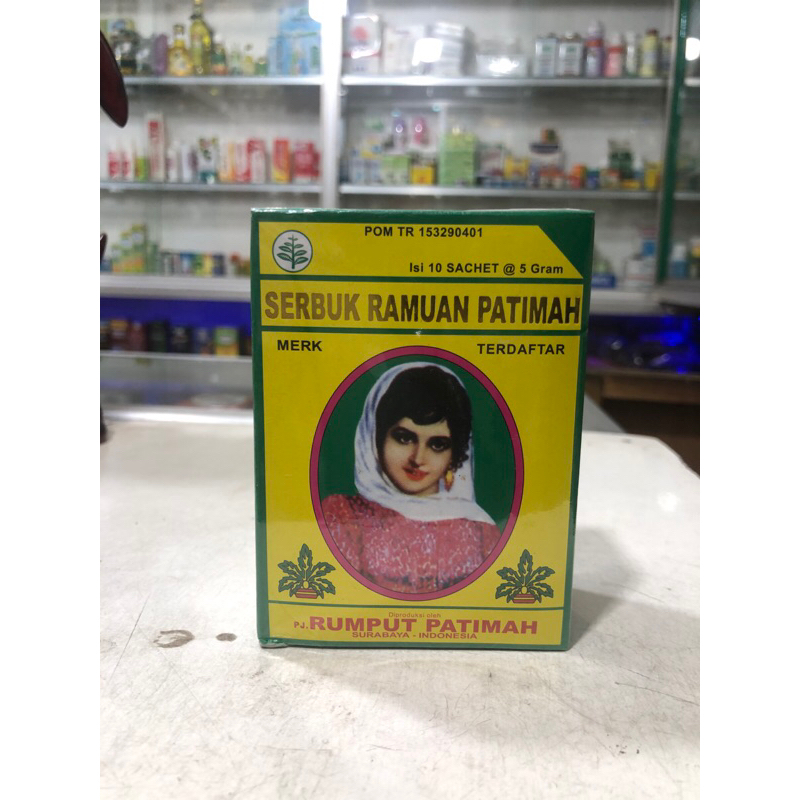 POM TR 153290401
Isi 10 SACHET @ 5 Gram
SERBUK RAMUAN PATIMAH
MERK TERDAFTAR
Diproduksi oleh
PJ. RUMPUT PATIMAH
SURABAYA - INDONESIA